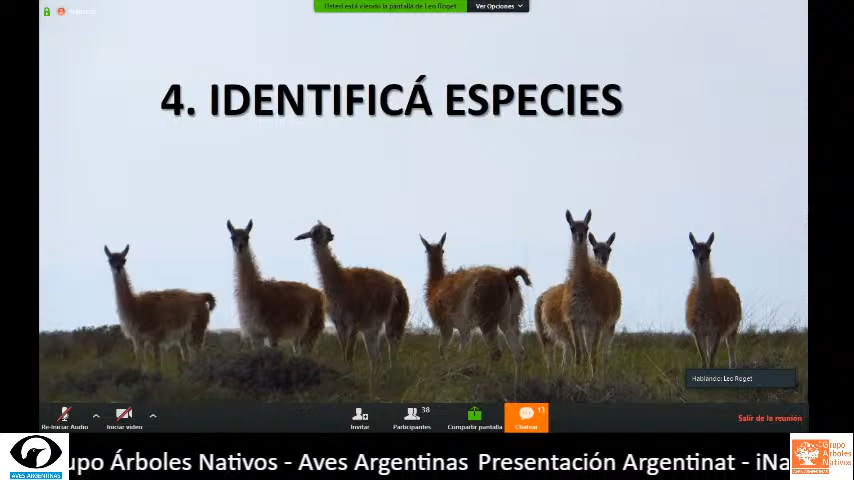 Usted está viendo la pantalla de Leo Roget
Ver Opciones
4. IDENTIFICÁ ESPECIES
Hablando: Leo Roget
Re-Iniciar Audio
Iniciar video
Invitar
38
Participantes
Compartir pantalla
13
Chatear
Salir de la reunión
upo Árboles Nativos - Aves Argentinas Presentación Argentinat - iNa
AVES ARGENTINAS
Grupo
Árboles
Nativos